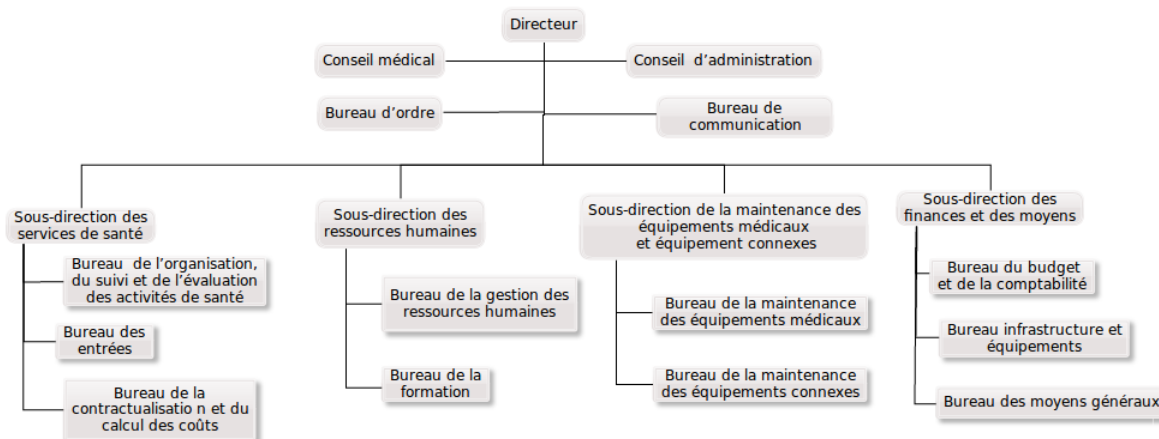 Directeur
Conseil médical
Conseil d’administration
Bureau d’ordre
Bureau de
communication
Sous-direction des
services de santé
Bureau de l’organisation,
du suivi et de l’évaluation
des activités de santé
Bureau des
entrées
Bureau de la
contractualisatio n et du
calcul des coûts
Sous-direction des
ressources humaines
Bureau de la gestion des
ressources humaines
Bureau de la
formation
Sous-direction de la maintenance des
équipements médicaux
et équipement connexes
Bureau de la maintenance
des équipements médicaux
Bureau de la maintenance
des équipements connexes
Sous-direction des
finances et des moyens
Bureau du budget
et de la comptabilité
Bureau infrastructure et
équipements
Bureau des moyens généraux